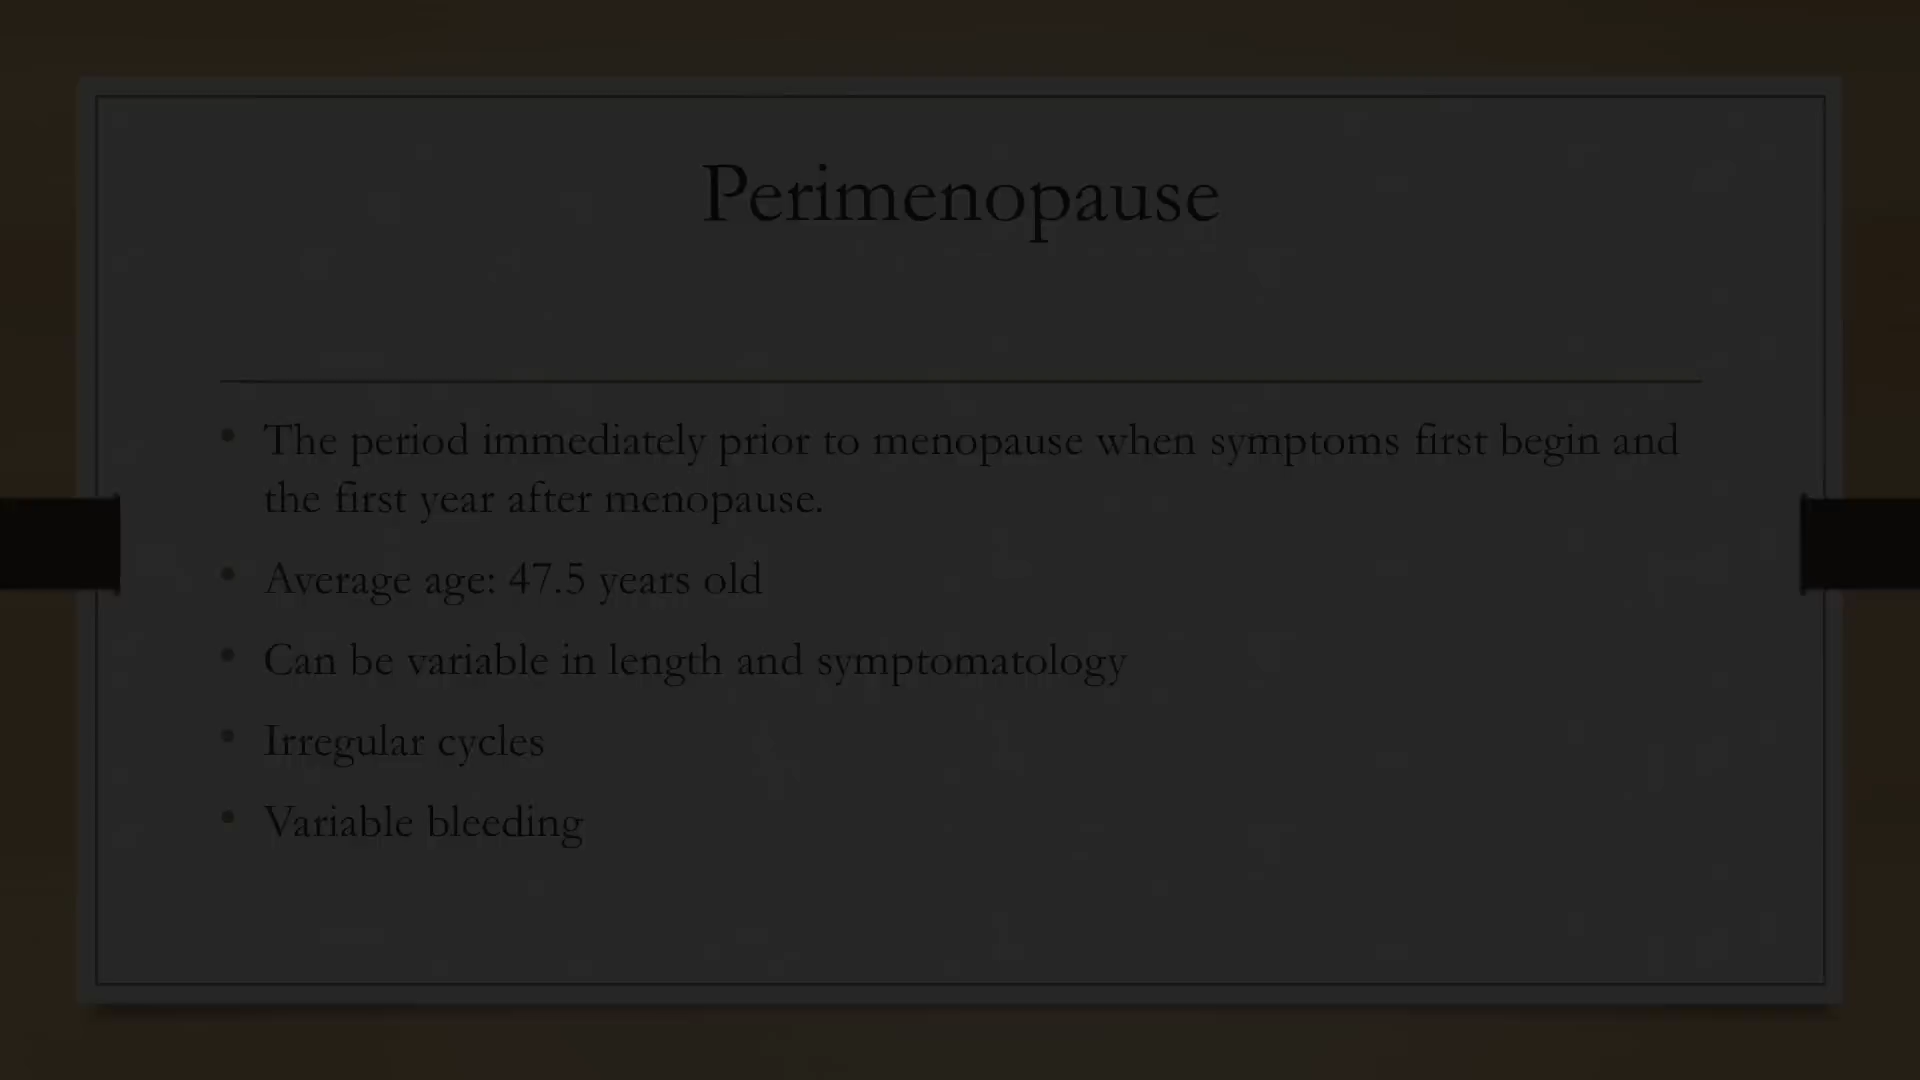 Perimenopause
• The period immediately prior to menopause when symptoms first begin and
the first year after menopause.
• Average age: 47.5 years old
• Can be variable in length and symptomatology
• Irregular cycles
• Variable bleeding